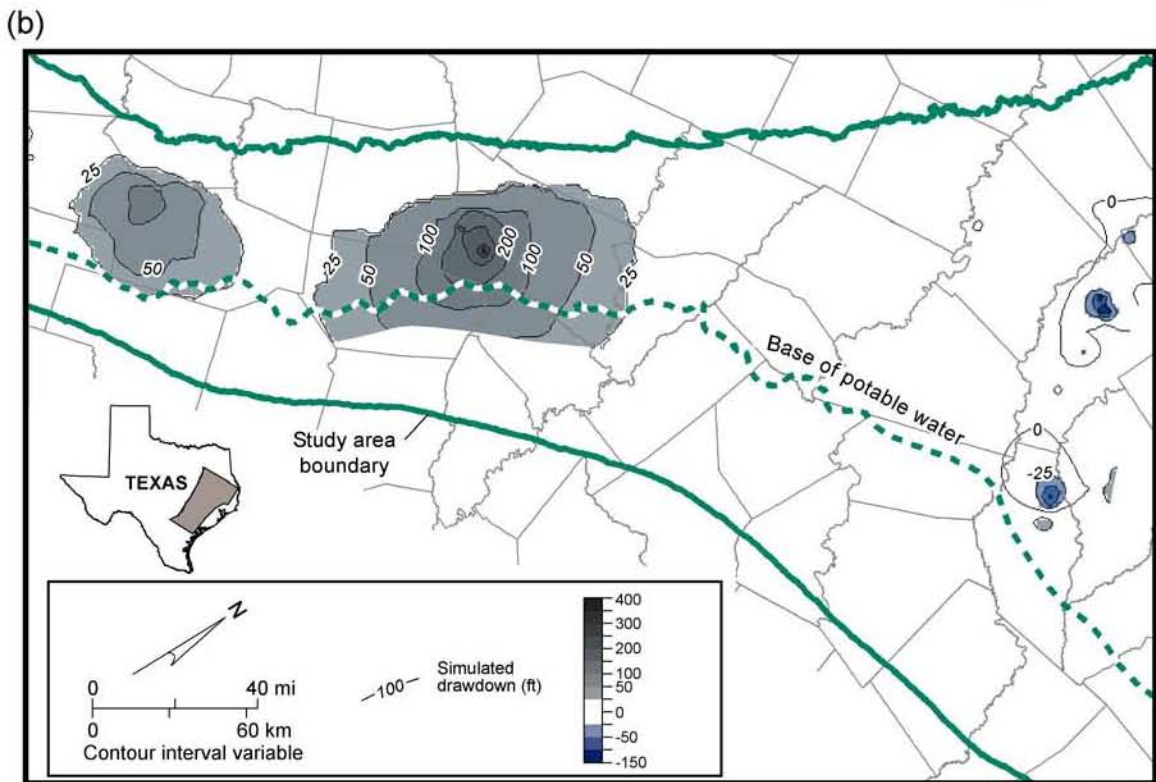 (b)
0
25
50
25
50
100
200
100
50
25
Base of potable water
0
-25
Study area
boundary
TEXAS
N
0 40 mi
0 60 km
Contour interval variable
100
Simulated
drawdown (ft)
400
300
200
100
50
0
-50
-150